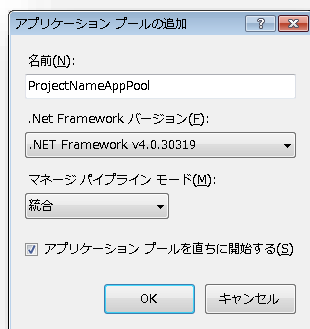 アプリケーション プールの追加
名前(N):
ProjectNameAppPool
.Net Framework バージョン(F):
.NET Framework v4.0.30319
マネージ パイプライン モード(M):
統合
アプリケーション プールを直ちに開始する(S)
OK キャンセル